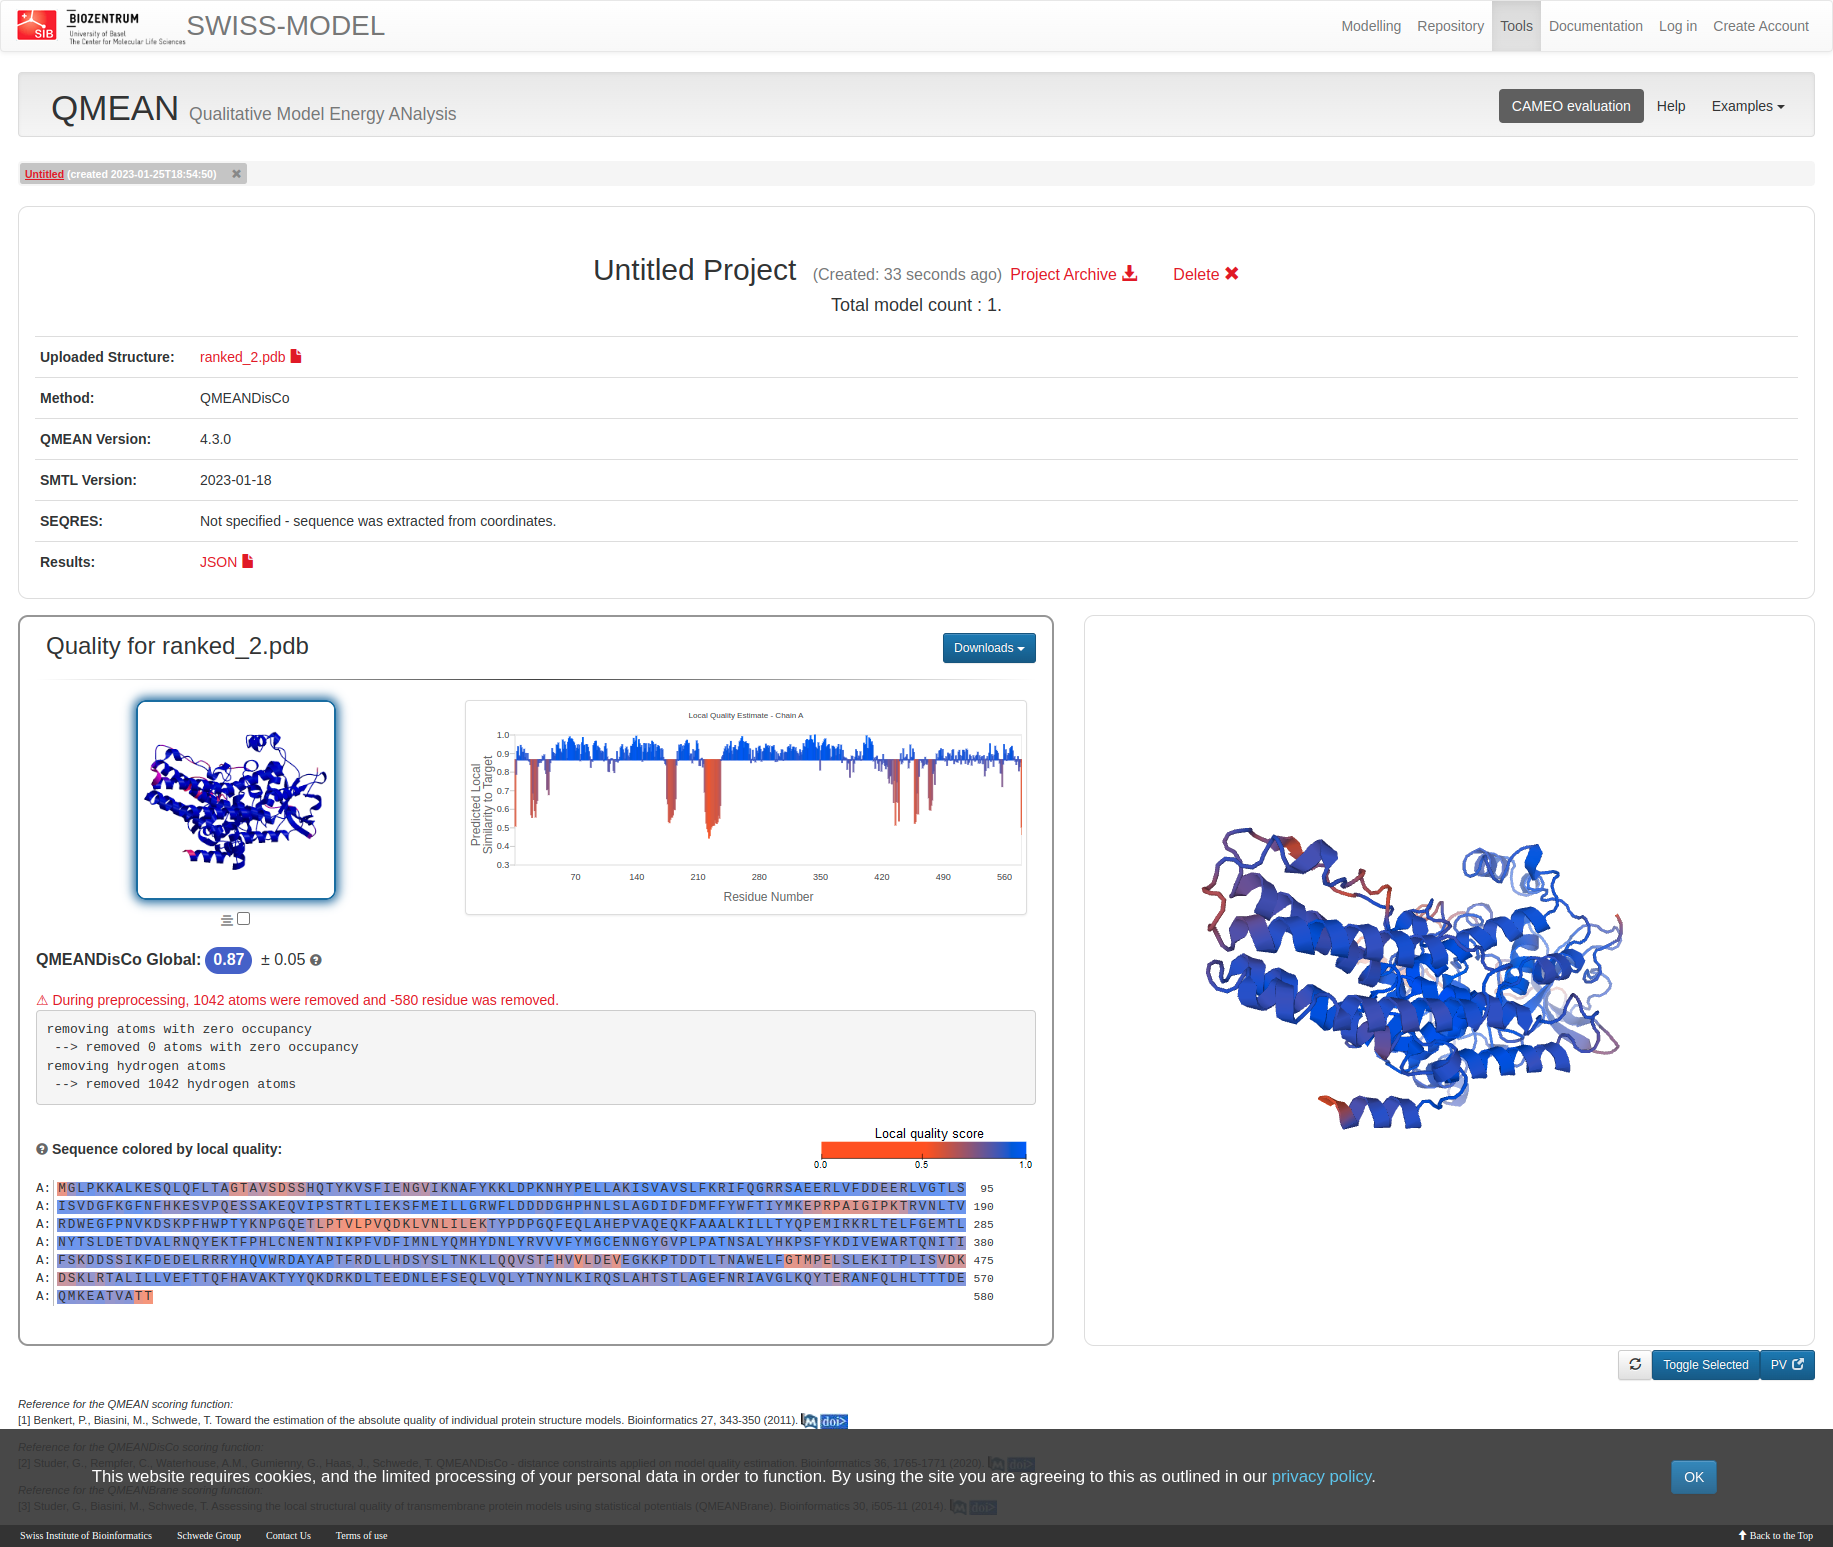 SIB
BIOZENTRUM
University of Basel
The Center for Molecular Life Sciences
SWISS-MODEL
Modelling Repository Tools Documentation Log in Create Account
QMEAN Qualitative Model Energy ANalysis
CAMEO evaluation Help Examples
Untitled (created 2023-01-25T18:54:50)
Untitled Project (Created: 33 seconds ago) Project Archive Delete
Total model count : 1.
Uploaded Structure: ranked_2.pdb
Method: QMEANDisCo
QMEAN Version: 4.3.0
SMTL Version: 2023-01-18
SEQRES: Not specified - sequence was extracted from coordinates.
Results: JSON
Quality for ranked_2.pdb
Downloads
Local Quality Estimate - Chain A
Predicted Local
Similarity to Target
1.0
0.9
0.8
0.7
0.6
0.5
0.4
0.3
70 140 210 280 350 420 490 560
Residue Number
QMEANDisCo Global: 0.87 ± 0.05
⚠ During preprocessing, 1042 atoms were removed and -580 residue was removed.
removing atoms with zero occupancy
--> removed 0 atoms with zero occupancy
removing hydrogen atoms
--> removed 1042 hydrogen atoms
Sequence colored by local quality:
Local quality score
0.0 0.5 1.0
A: MGLPKKALKESQLQFLTAGTAVSDSSHQTYKVSFIENGVIKNAFYKKLDPKNHYPELLAKISVAVSLFKRIFQGRRSAEERLVFDDEERLVGTLS 95
A: ISVDGFKGFNFHKESVPQESSAKEQVIPSTRTLIEKSFMEILLGRWFLDDDDGHPHNLSLAGDIDFDMFFYWFTIYMKEPRPAIGIPKTRVNLTV 190
A: RDWEGFPNVKDSKPFHWPTYKNPGQETLPTVLPVQDKLVNLILEKTYPDPGQFEQLAHEPVAQEQKFAAALKILLTYQPEMIRKRLTELFGEMTL 285
A: NYTSLDETDVALRNQYEKTFPHLCNENTNIKPFVDFIMNLYQMHYDNLYRVVVFYMGCENNGYGVPLPATNSALYHKPSFYKDIVEWARTQNITI 380
A: FSKDDSSIKFDEDELRRRYHQVWRDAYAPTFRDLLHDSYSLTNKLLQQVSTFHVVLDEVEGKKPTDDTLTNAWELFGTMPELSLEKITPLISVDK 475
A: DSKLRTALILLVEFTTQFHAVAKTYYQKDRKDLTEEDNLEFSEQLVQLYTNYNLKIRQSLAHTSTLAGEFNRIAVGLKQYTERANFQLHLTTTDE 570
A: QMKEATVATT 580
Toggle Selected PV
Reference for the QMEAN scoring function:
[1] Benkert, P., Biasini, M., Schwede, T. Toward the estimation of the absolute quality of individual protein structure models. Bioinformatics 27, 343-350 (2011). M doi>
Reference for the QMEANDisCo scoring function:
[2] Studer, G., Rempfer, C., Waterhouse, A.M., Gumienny, G., Haas, J., Schwede, T. QMEANDisCo - distance constraints applied on model quality estimation. Bioinformatics 36, 1765-1771 (2020). M doi>
This website requires cookies, and the limited processing of your personal data in order to function. By using the site you are agreeing to this as outlined in our privacy policy. OK
Reference for the QMEANBrane scoring function:
[3] Studer, G., Biasini, M., Schwede, T. Assessing the local structural quality of transmembrane protein models using statistical potentials (QMEANBrane). Bioinformatics 30, i505-11 (2014). M doi>
Swiss Institute of Bioinformatics Schwede Group Contact Us Terms of use Back to the Top